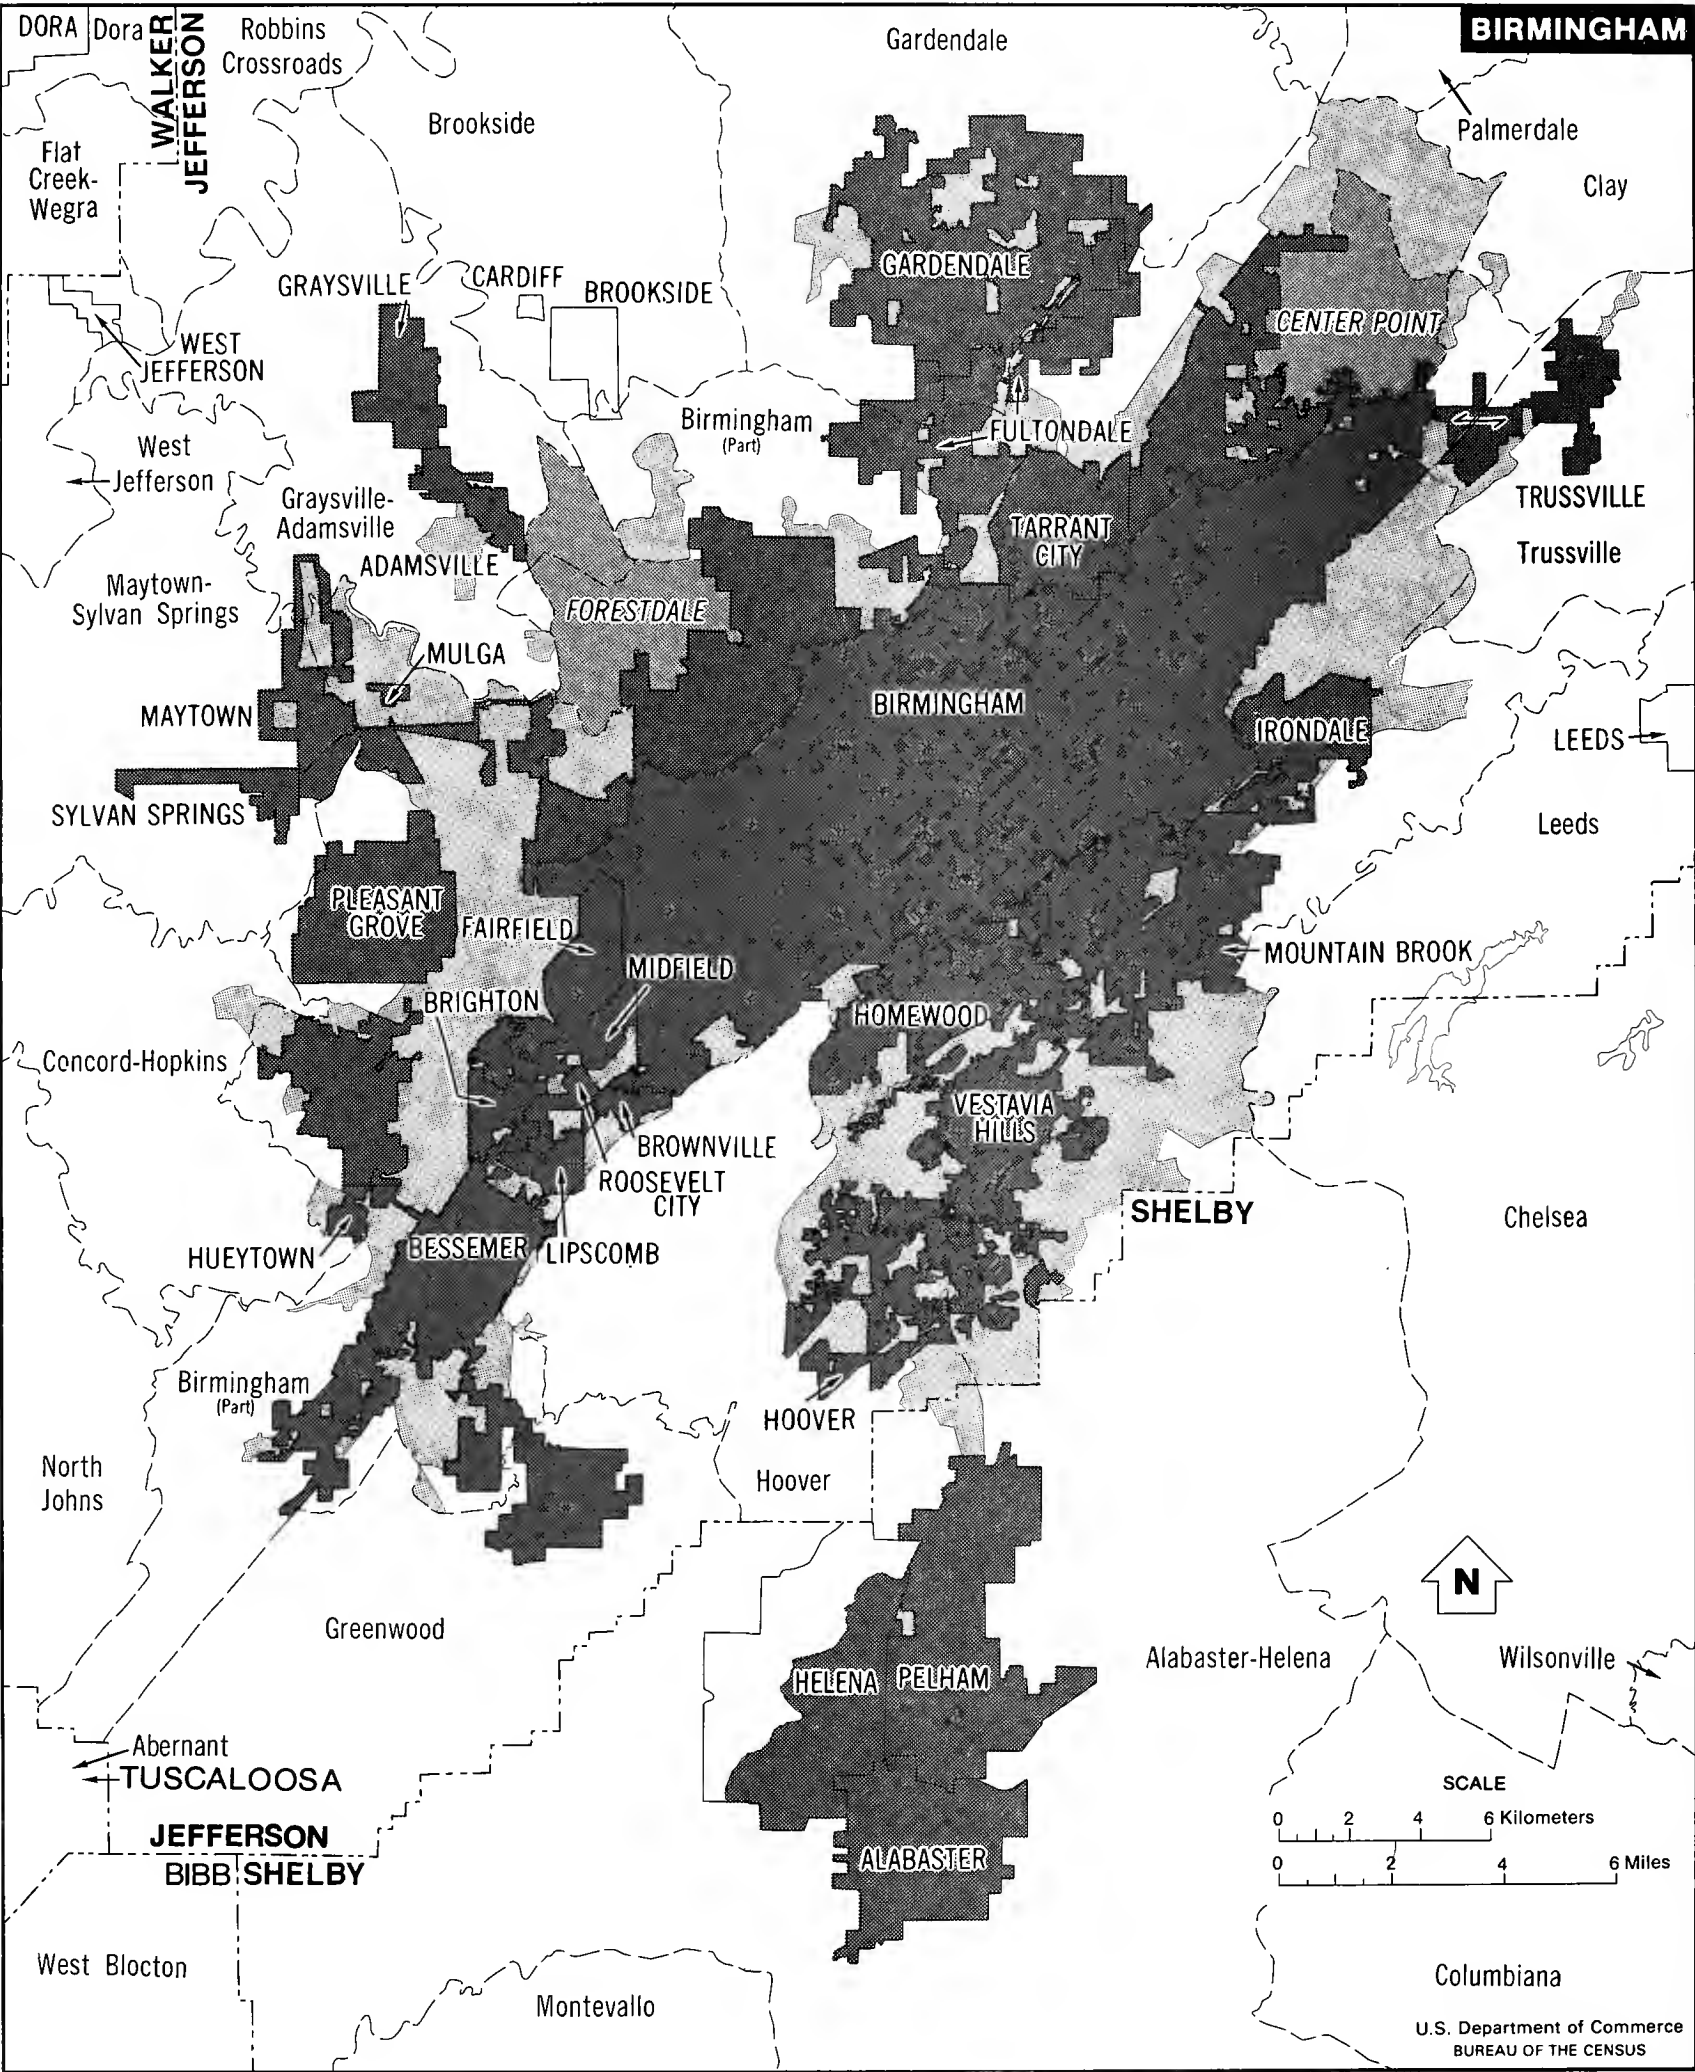 BIRMINGHAM
DORA
Dora
WALKER
JEFFERSON
Robbins
Crossroads
Gardendale
Palmerdale
Brookside
Clay
Flat
Creek-
Wegra
GARDENDALE
GRAYSVILLE
CARDIFF
BROOKSIDE
CENTER POINT
WEST
JEFFERSON
Birmingham
(Part)
FULTONDALE
West
Jefferson
Graysville-
Adamsville
TRUSSVILLE
TARRANT
CITY
Trussville
ADAMSVILLE
Maytown-
Sylvan Springs
FORESTDALE
MULGA
BIRMINGHAM
MAYTOWN
IRONDALE
LEEDS
SYLVAN SPRINGS
Leeds
PLEASANT
GROVE
FAIRFIELD
MOUNTAIN BROOK
MIDFIELD
BRIGHTON
HOMEWOOD
Concord-Hopkins
VESTAVIA
HILLS
BROWNVILLE
ROOSEVELT
CITY
SHELBY
Chelsea
HUEYTOWN
BESSEMER
LIPSCOMB
Birmingham
(Part)
HOOVER
North
Johns
Hoover
N
Greenwood
Alabaster-Helena
Wilsonville
HELENA
PELHAM
Abernant
TUSCALOOSA
SCALE
0 2 4 6 Kilometers
JEFFERSON
ALABASTER
0 2 4 6 Miles
BIBB
SHELBY
West Blocton
Columbiana
Montevallo
U.S. Department of Commerce
BUREAU OF THE CENSUS